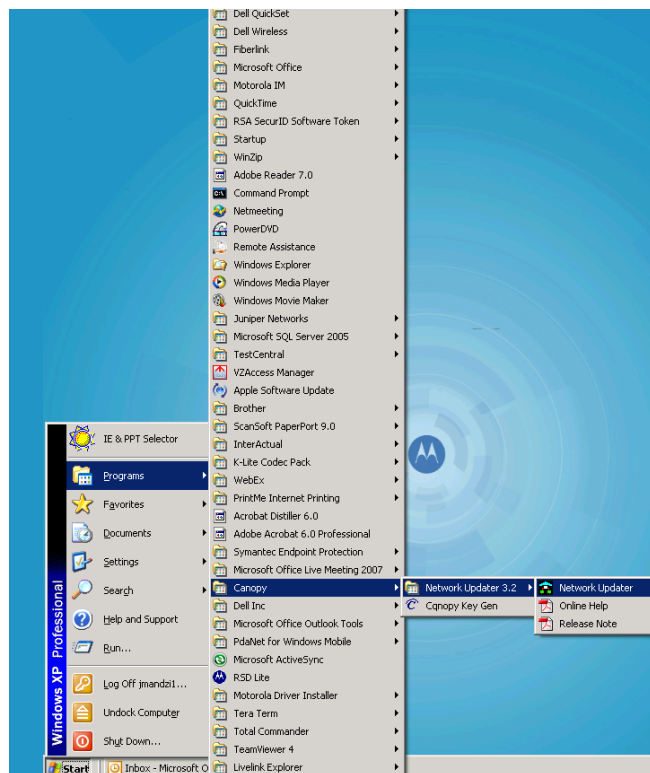 Dell QuickSet
Dell Wireless
Fiberlink
Microsoft Office
Motorola IM
QuickTime
RSA SecurID Software Token
Startup
WinZip
Adobe Reader 7.0
Command Prompt
Netmeeting
PowerDVD
Remote Assistance
Windows Explorer
Windows Media Player
Windows Movie Maker
Juniper Networks
Microsoft SQL Server 2005
TestCentral
VZAccess Manager
Apple Software Update
Brother
ScanSoft PaperPort 9.0
InterActual
K-Lite Codec Pack
WebEx
PrintMe Internet Printing
Acrobat Distiller 6.0
Adobe Acrobat 6.0 Professional
Symantec Endpoint Protection
Microsoft Office Live Meeting 2007
Canopy
Dell Inc
Microsoft Office Outlook Tools
PdaNet for Windows Mobile
Microsoft ActiveSync
RSD Lite
Motorola Driver Installer
Tera Term
Total Commander
TeamViewer 4
Livelink Explorer
Network Updater 3.2
Cqnopy Key Gen
Network Updater
Online Help
Release Note
IE & PPT Selector
Programs
Favorites
Documents
Settings
Search
Help and Support
Run...
Log Off jmandzi1...
Undock Computer
Shut Down...
Windows XP Professional
Start
Inbox - Microsoft O